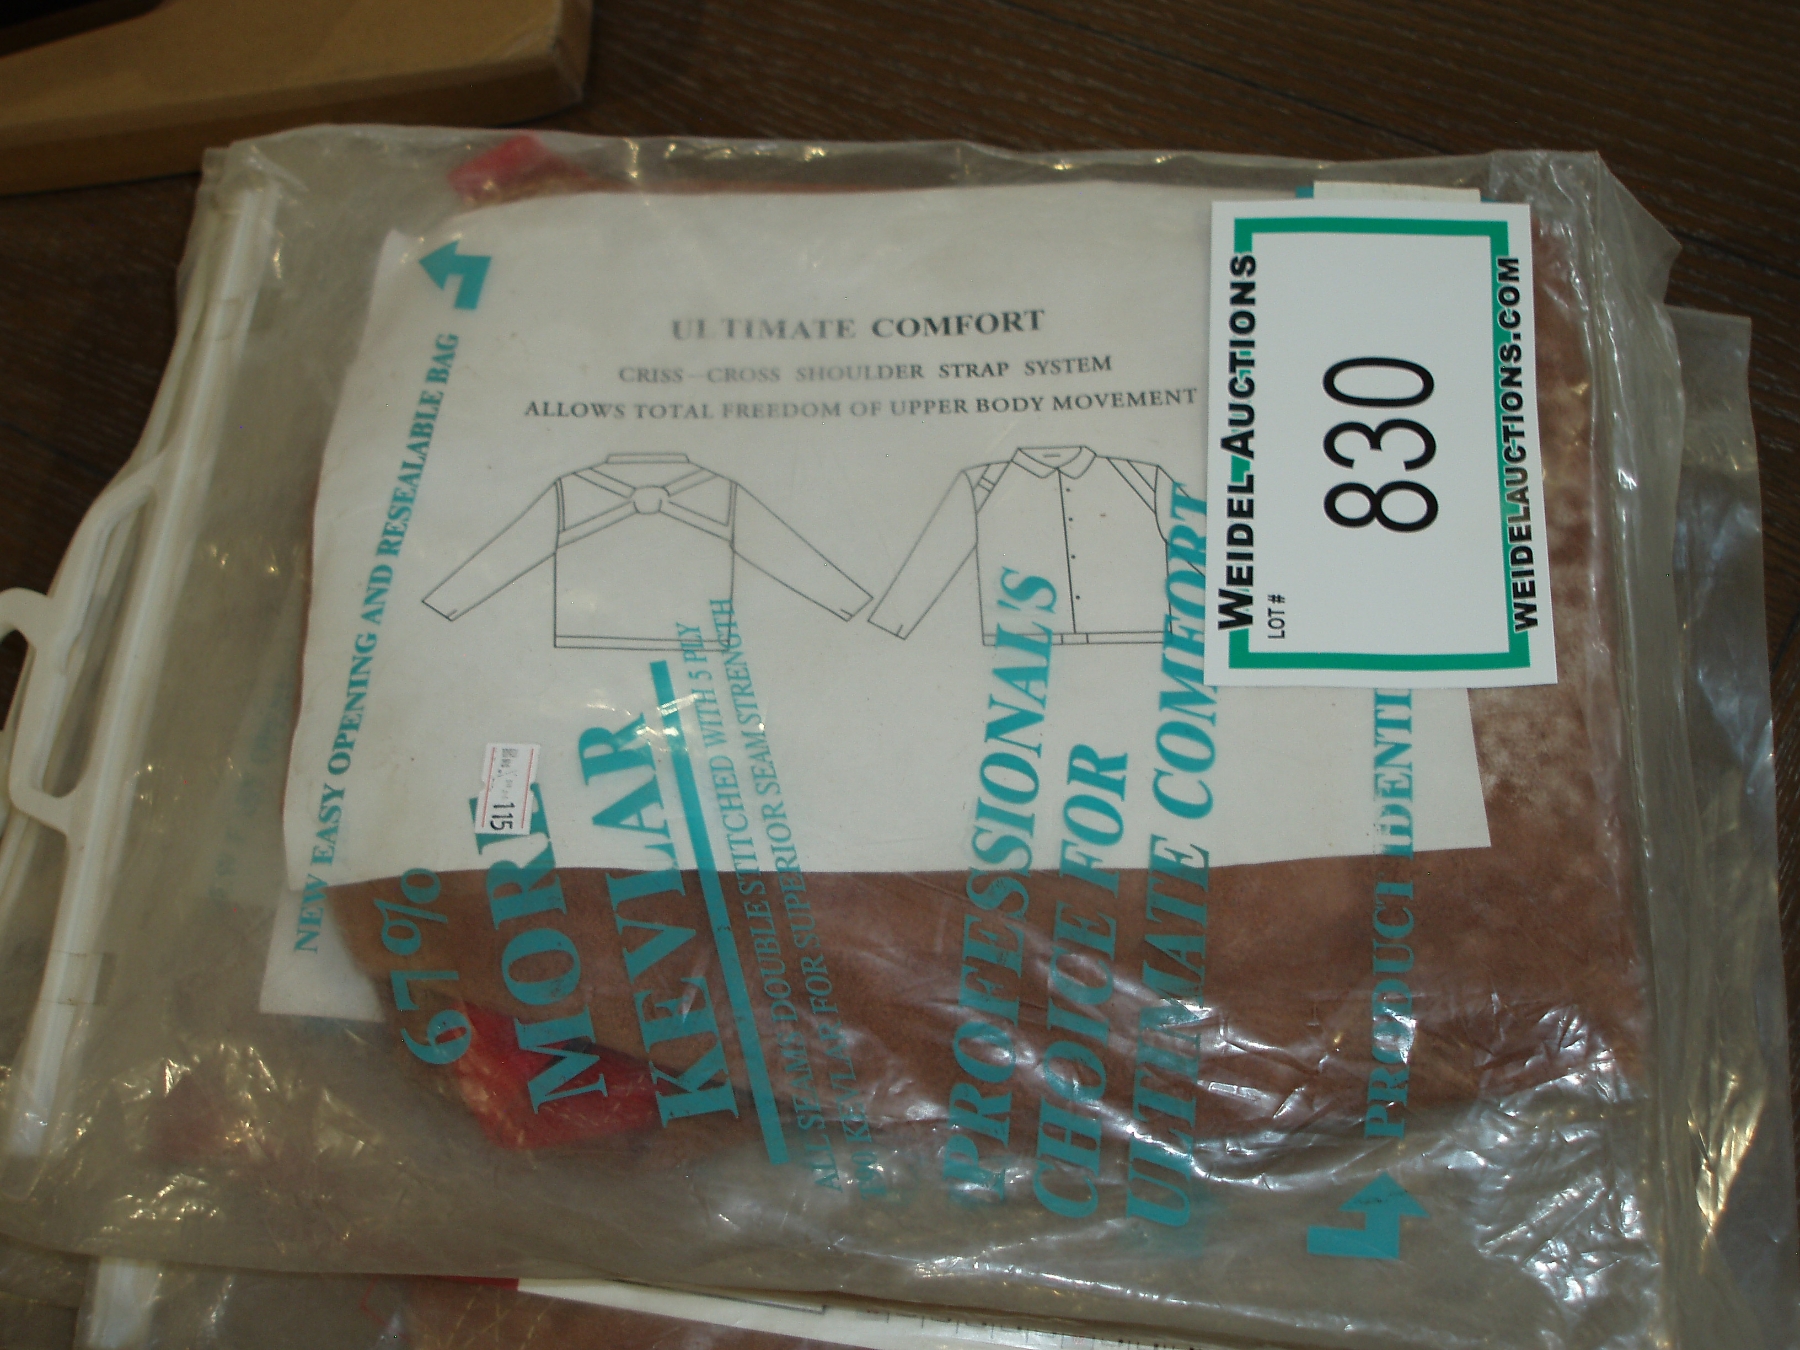 ULTIMATE COMFORT
CRISS-CROSS SHOULDER STRAP SYSTEM
ALLOWS TOTAL FREEDOM OF UPPER BODY MOVEMENT
NEW EASY OPENING AND RESEALABLE BAG
67%
MORE
KEVLAR
ALL SEAMS DOUBLE STITCHED WITH 5 PLY
KEVLAR FOR SUPERIOR SEAM STRENGTH
PROFESSIONAL'S
CHOICE FOR
ULTIMATE COMFORT
PRODUCT IDENTI
WEIDEL AUCTIONS
LOT #
830
WEIDELAUCTIONS.COM
115